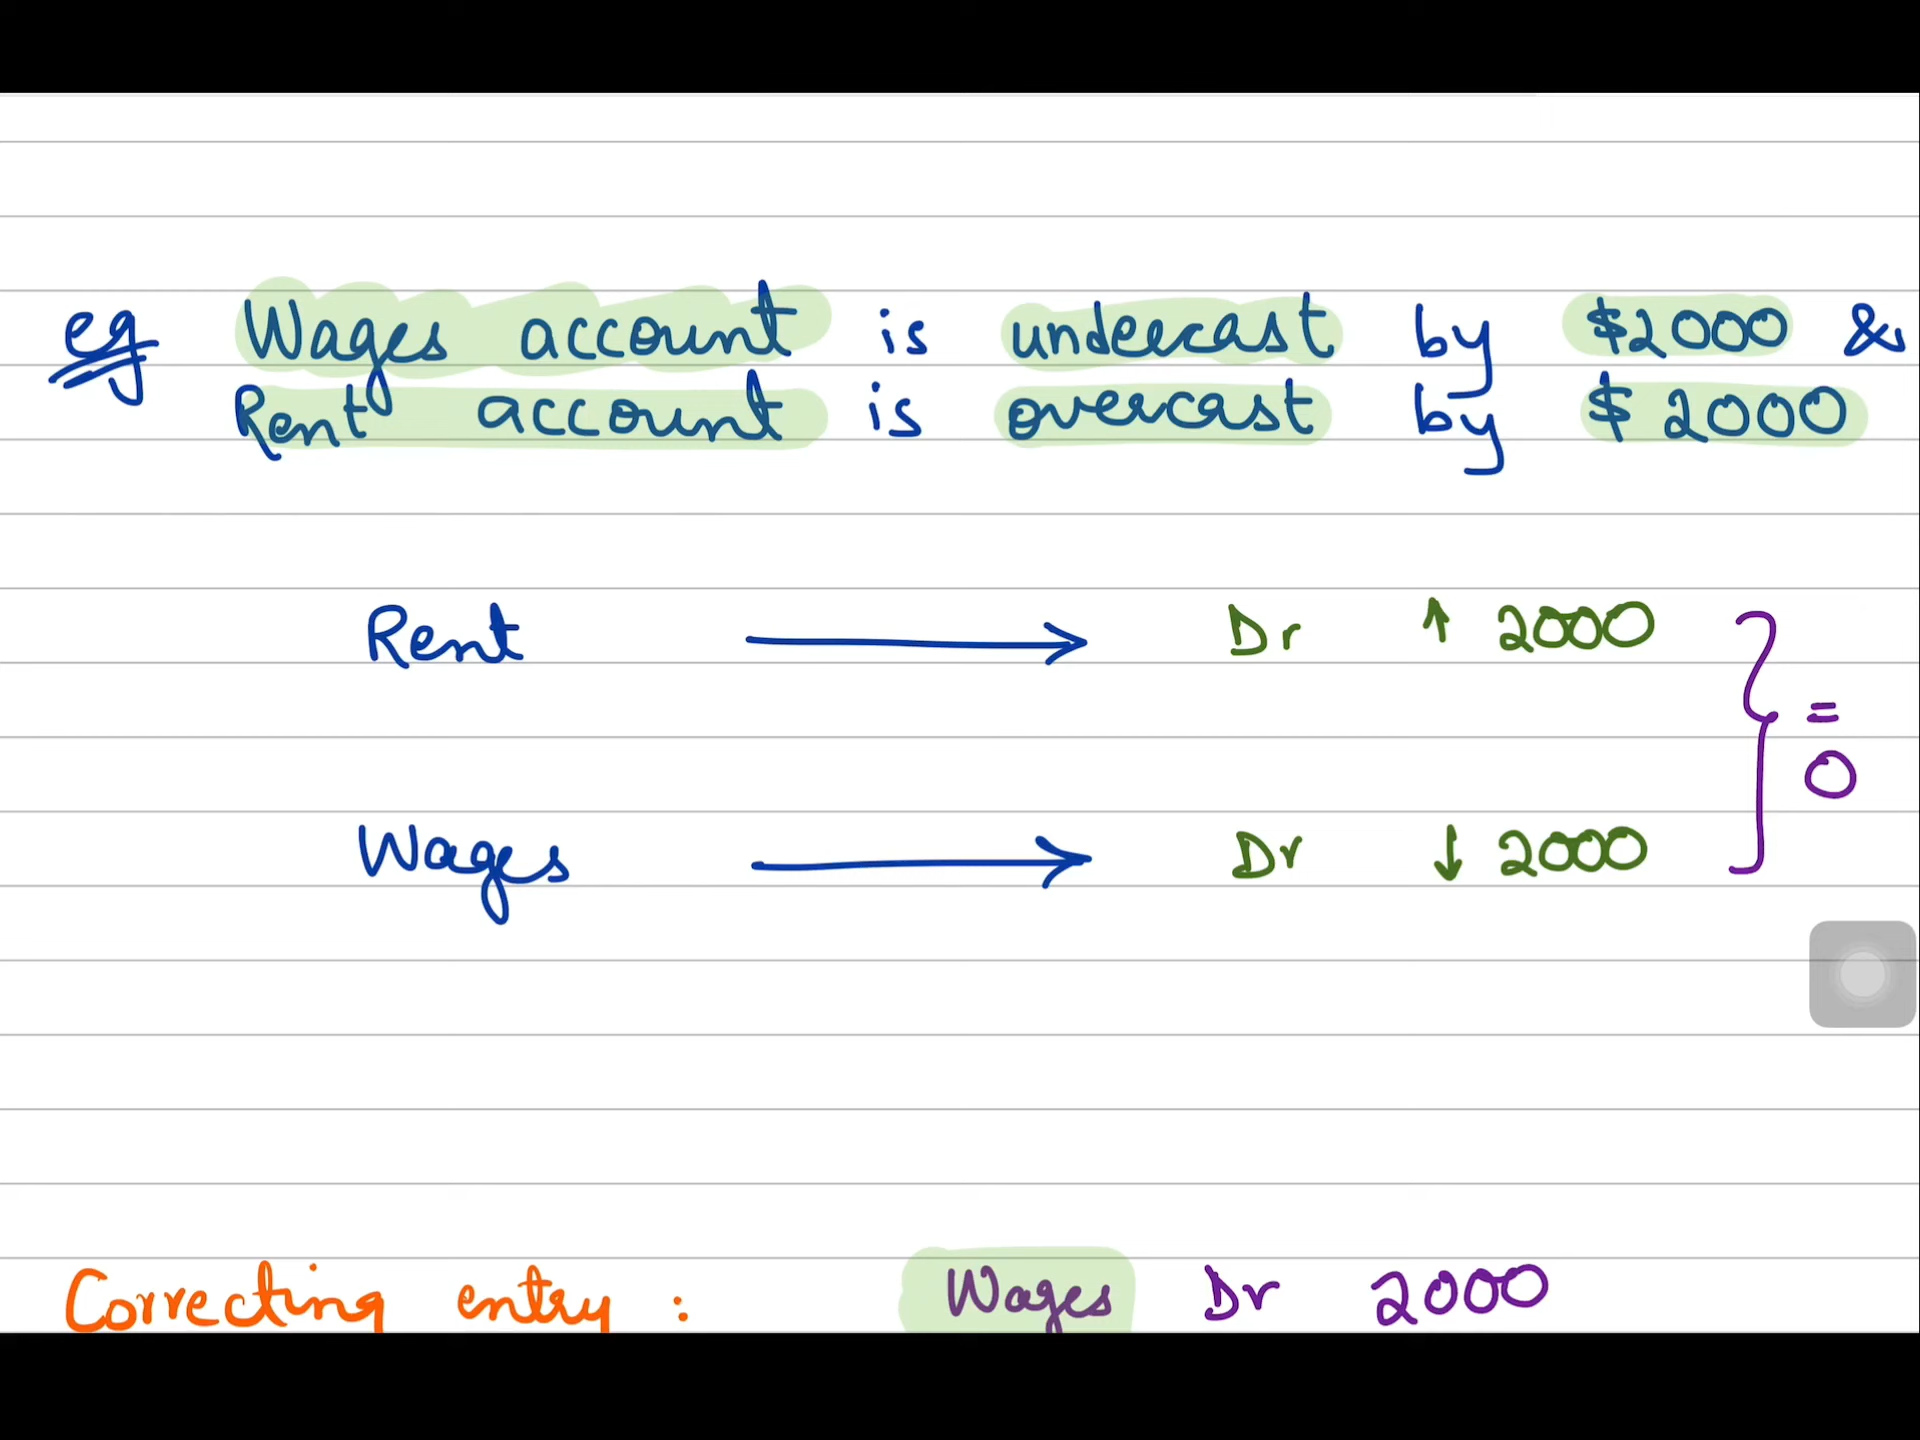 eg Wages account is undercast by $2000 &
Rent account is overcast by $2000
Rent → Dr ↑ 2000
= 0
Wages → Dr ↓ 2000
Correcting entry : Wages Dr 2000